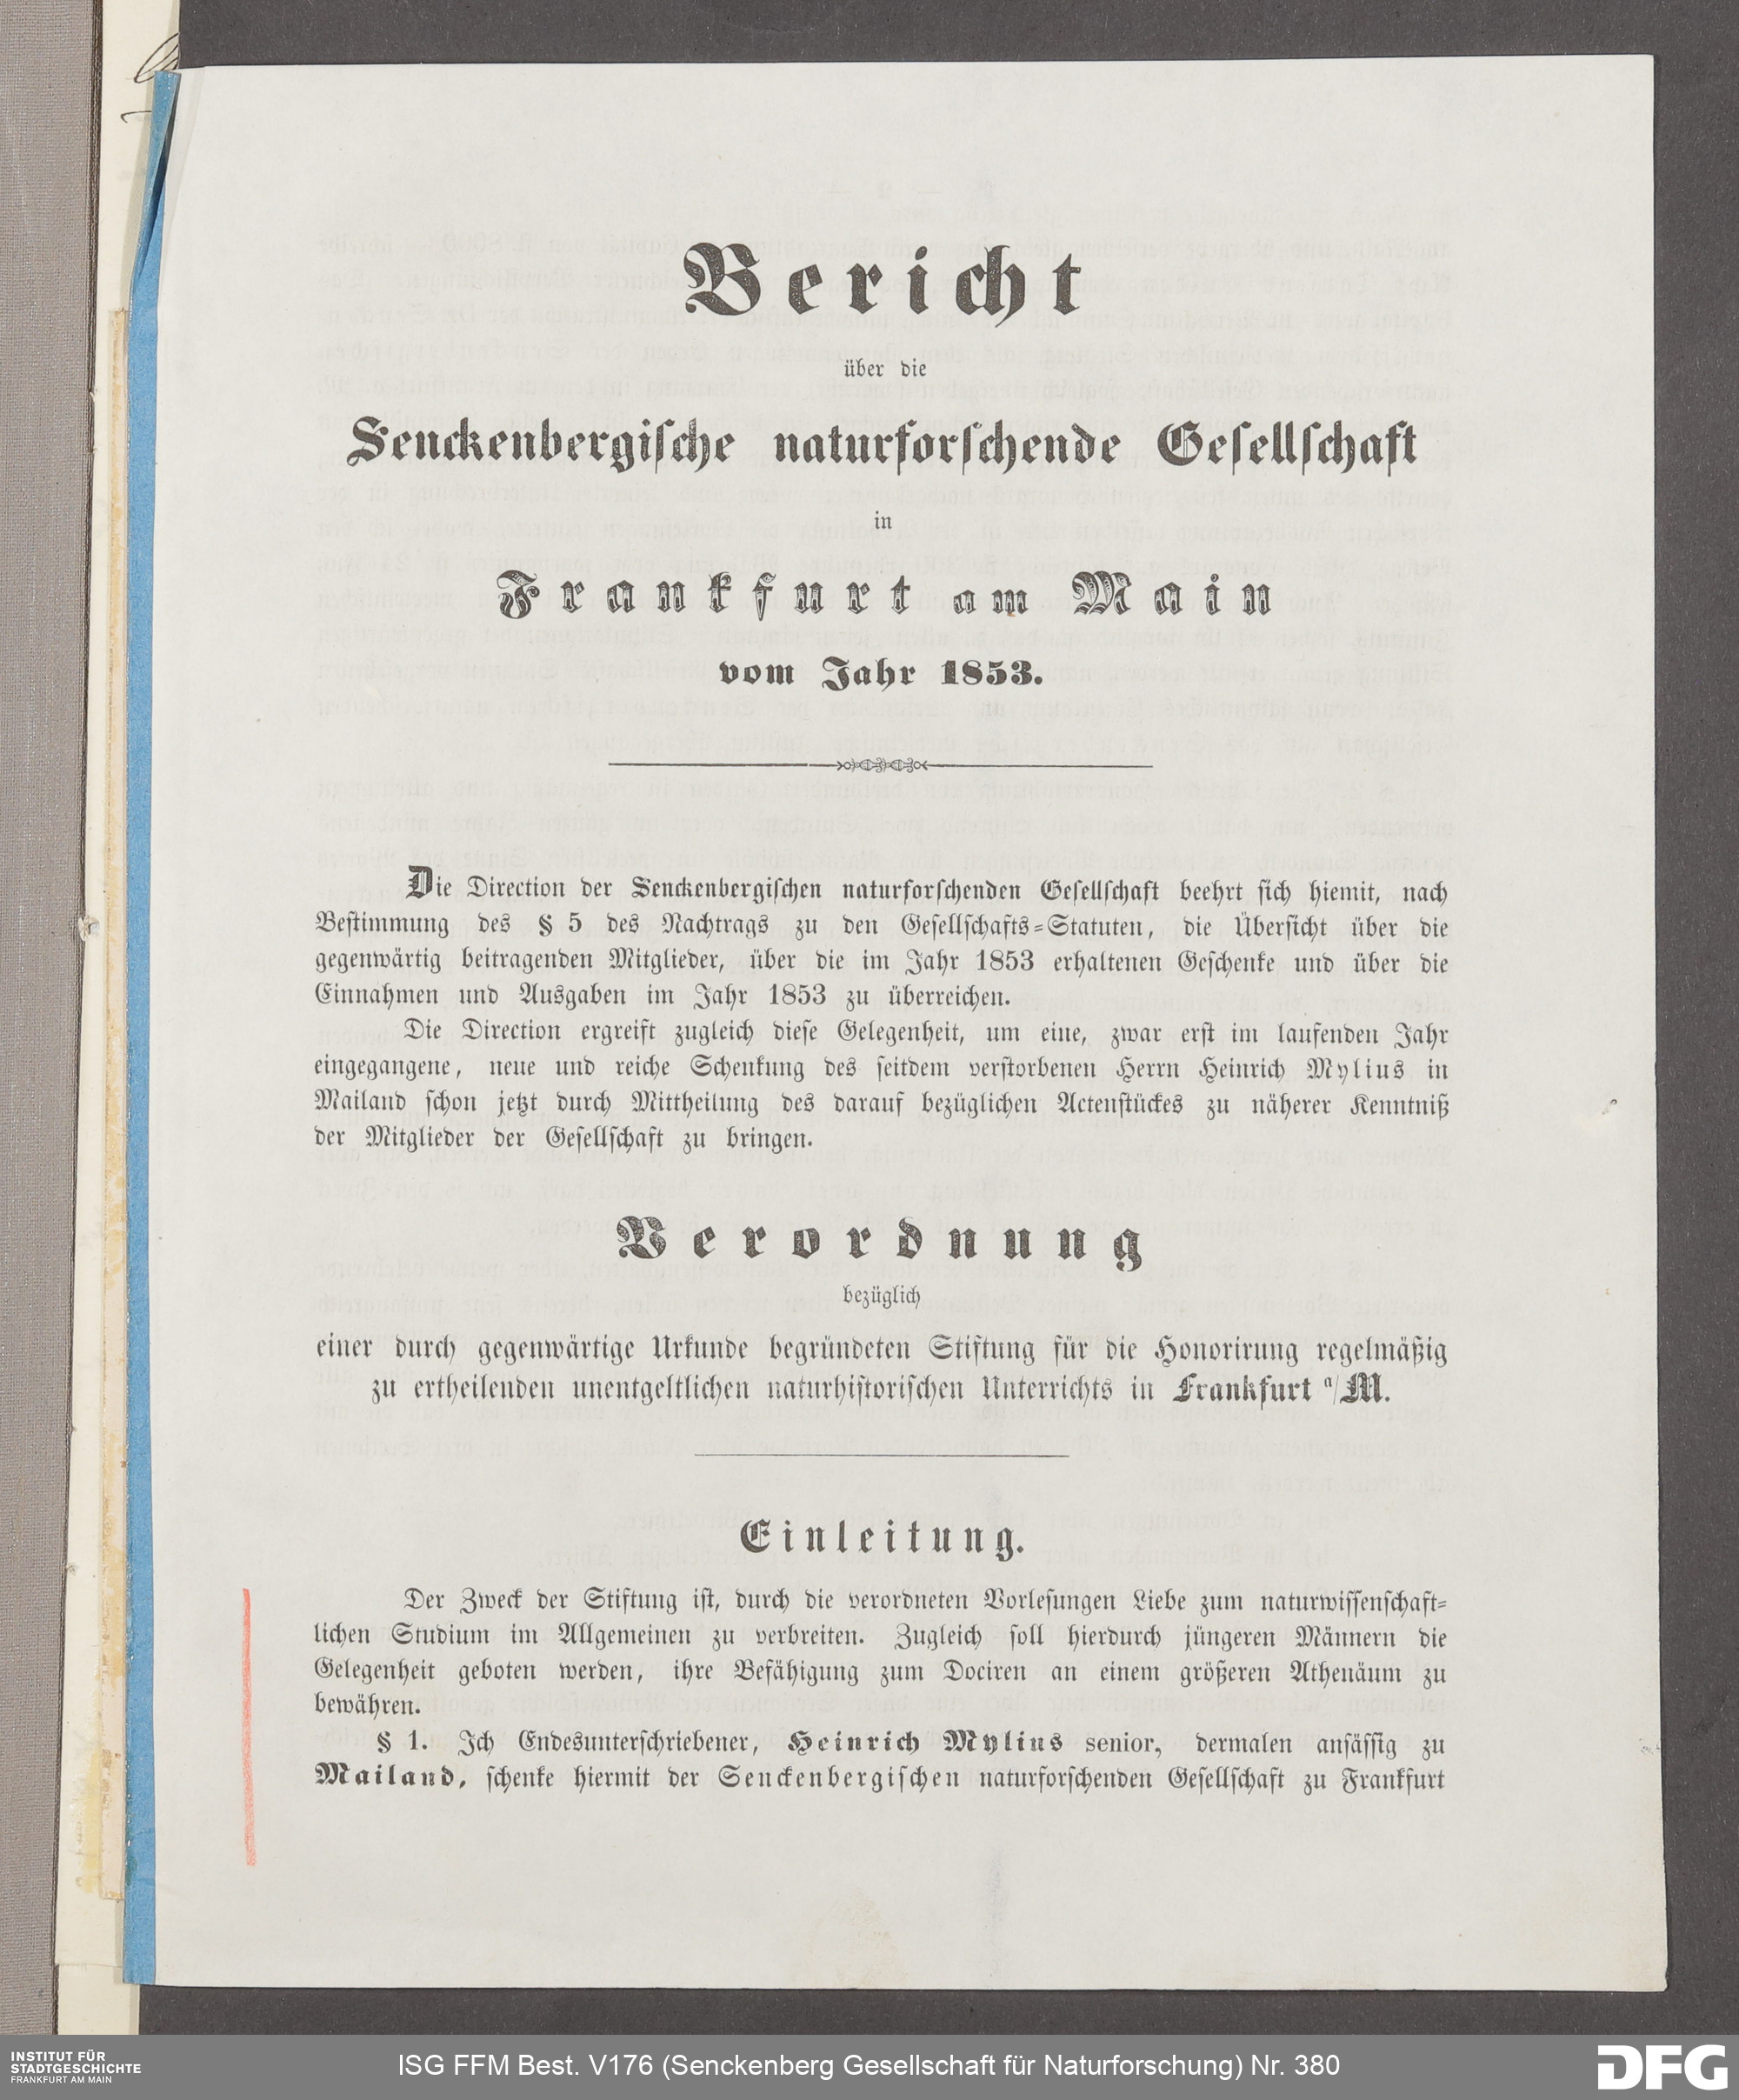 Bericht
über die
Senckenbergische naturforschende Gesellschaft
in
Frankfurt am Main
vom Jahr 1853.
Die Direction der Senckenbergischen naturforschenden Gesellschaft beehrt sich hiemit, nach
Bestimmung des § 5 des Nachtrags zu den Gesellschafts-Statuten, die Übersicht über die
gegenwärtig beitragenden Mitglieder, über die im Jahr 1853 erhaltenen Geschenke und über die
Einnahmen und Ausgaben im Jahr 1853 zu überreichen.
Die Direction ergreift zugleich diese Gelegenheit, um eine, zwar erst im laufenden Jahr
eingegangene, neue und reiche Schenkung des seitdem verstorbenen Herrn Heinrich Mylius in
Mailand schon jetzt durch Mittheilung des darauf bezüglichen Actenstückes zu näherer Kenntniß
der Mitglieder der Gesellschaft zu bringen.
Verordnung
bezüglich
einer durch gegenwärtige Urkunde begründeten Stiftung für die Honorirung regelmäßig
zu ertheilenden unentgeltlichen naturhistorischen Unterrichts in Frankfurt a/M.
Einleitung.
Der Zweck der Stiftung ist, durch die verordneten Vorlesungen Liebe zum naturwissenschaft-
lichen Studium im Allgemeinen zu verbreiten. Zugleich soll hierdurch jüngeren Männern die
Gelegenheit geboten werden, ihre Befähigung zum Dociren an einem größeren Athenäum zu
bewähren.
§ 1. Ich Endesunterschriebener, Heinrich Mylius senior, dermalen ansässig zu
Mailand, schenke hiermit der Senckenbergischen naturforschenden Gesellschaft zu Frankfurt
INSTITUT FÜR
STADTGESCHICHTE
FRANKFURT AM MAIN
ISG FFM Best. V176 (Senckenberg Gesellschaft für Naturforschung) Nr. 380
DFG